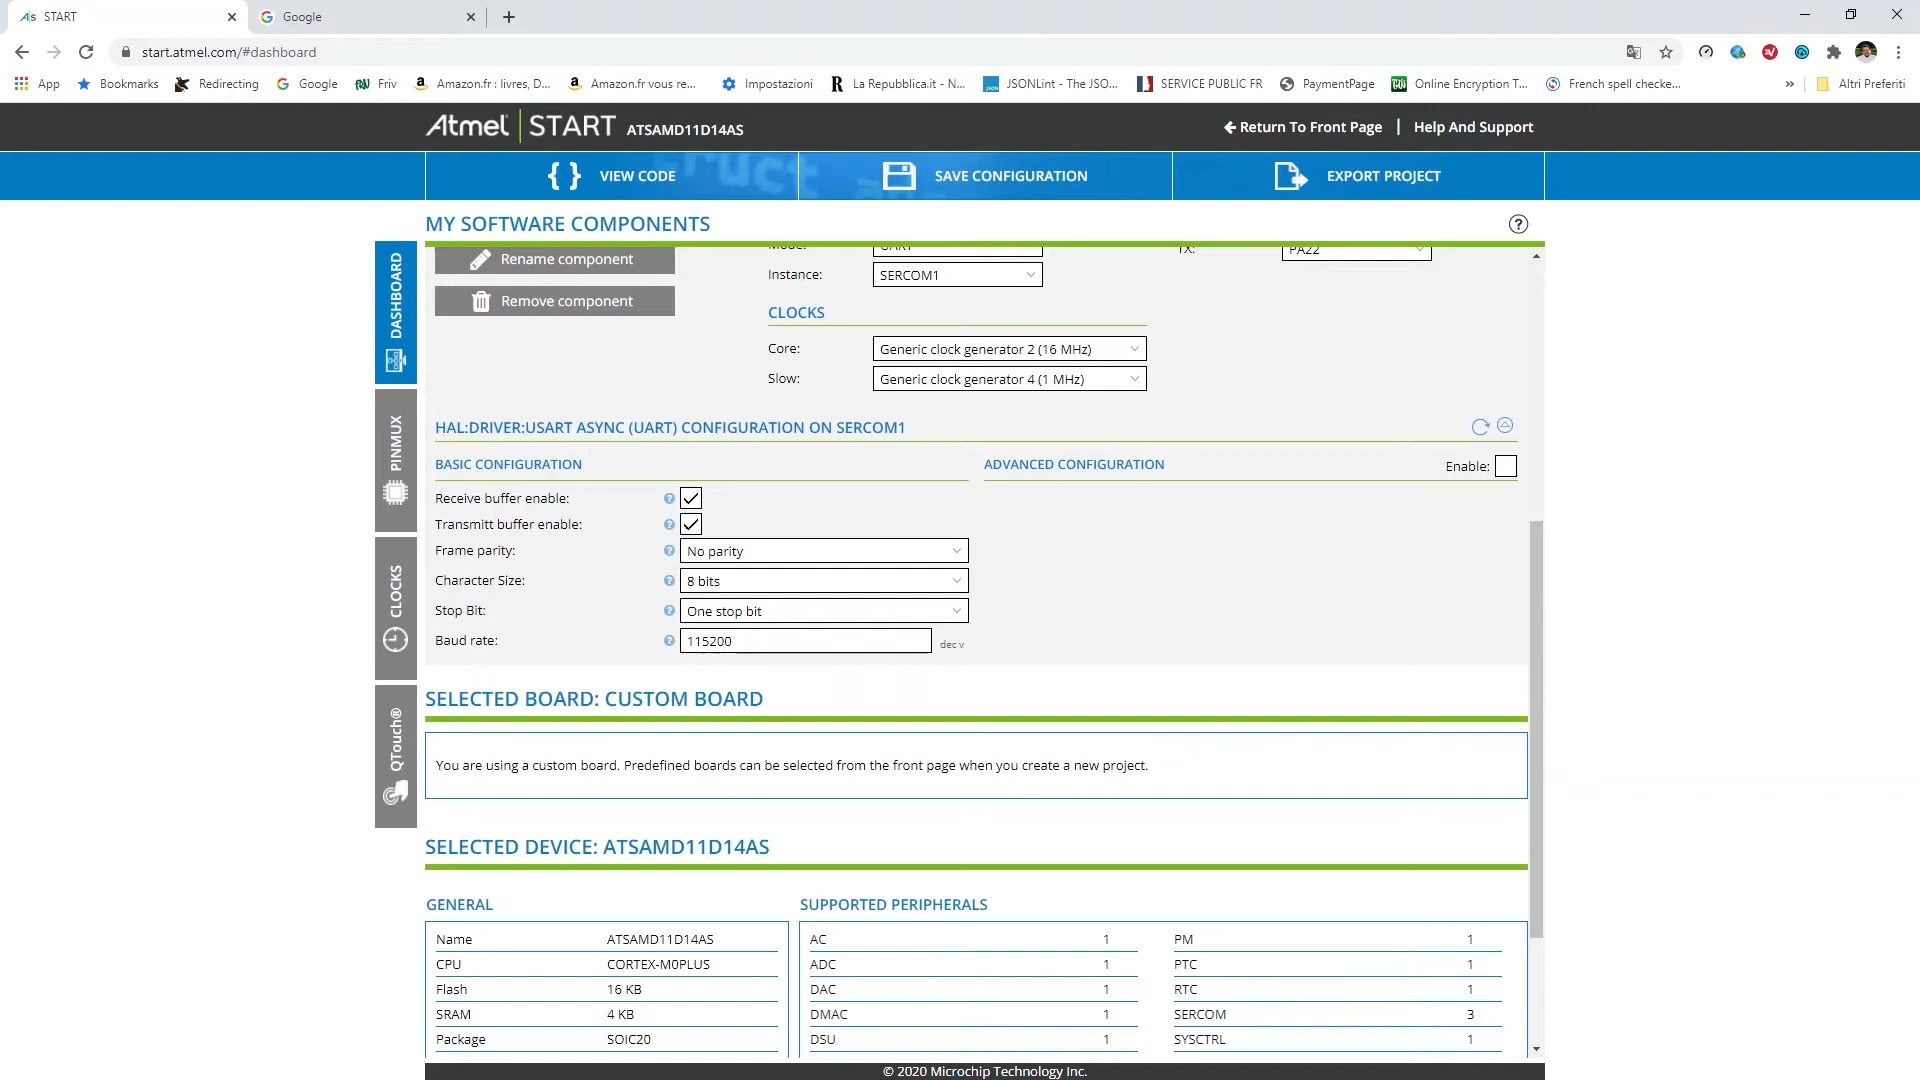 START
Google
start.atmel.com/#dashboard
App
Bookmarks
Redirecting
Google
Friv
Amazon.fr : livres, D...
Amazon.fr vous re...
Impostazioni
La Repubblica.it - N...
JSONLint - The JSO...
SERVICE PUBLIC FR
PaymentPage
Online Encryption T...
French spell checke...
»
Altri Preferiti
Atmel START ATSAMD11D14AS
Return To Front Page | Help And Support
VIEW CODE
SAVE CONFIGURATION
EXPORT PROJECT
MY SOFTWARE COMPONENTS
DASHBOARD
PINMUX
CLOCKS
QTouch®
Rename component
Remove component
Mode: UART
TX: PA22
Instance: SERCOM1
CLOCKS
Core: Generic clock generator 2 (16 MHz)
Slow: Generic clock generator 4 (1 MHz)
HAL:DRIVER:USART ASYNC (UART) CONFIGURATION ON SERCOM1
BASIC CONFIGURATION
ADVANCED CONFIGURATION Enable:
Receive buffer enable:
Transmitt buffer enable:
Frame parity: No parity
Character Size: 8 bits
Stop Bit: One stop bit
Baud rate: 115200 dec v
SELECTED BOARD: CUSTOM BOARD
You are using a custom board. Predefined boards can be selected from the front page when you create a new project.
SELECTED DEVICE: ATSAMD11D14AS
GENERAL
Name ATSAMD11D14AS
CPU CORTEX-M0PLUS
Flash 16 KB
SRAM 4 KB
Package SOIC20
SUPPORTED PERIPHERALS
AC 1 PM 1
ADC 1 PTC 1
DAC 1 RTC 1
DMAC 1 SERCOM 3
DSU 1 SYSCTRL 1
© 2020 Microchip Technology Inc.